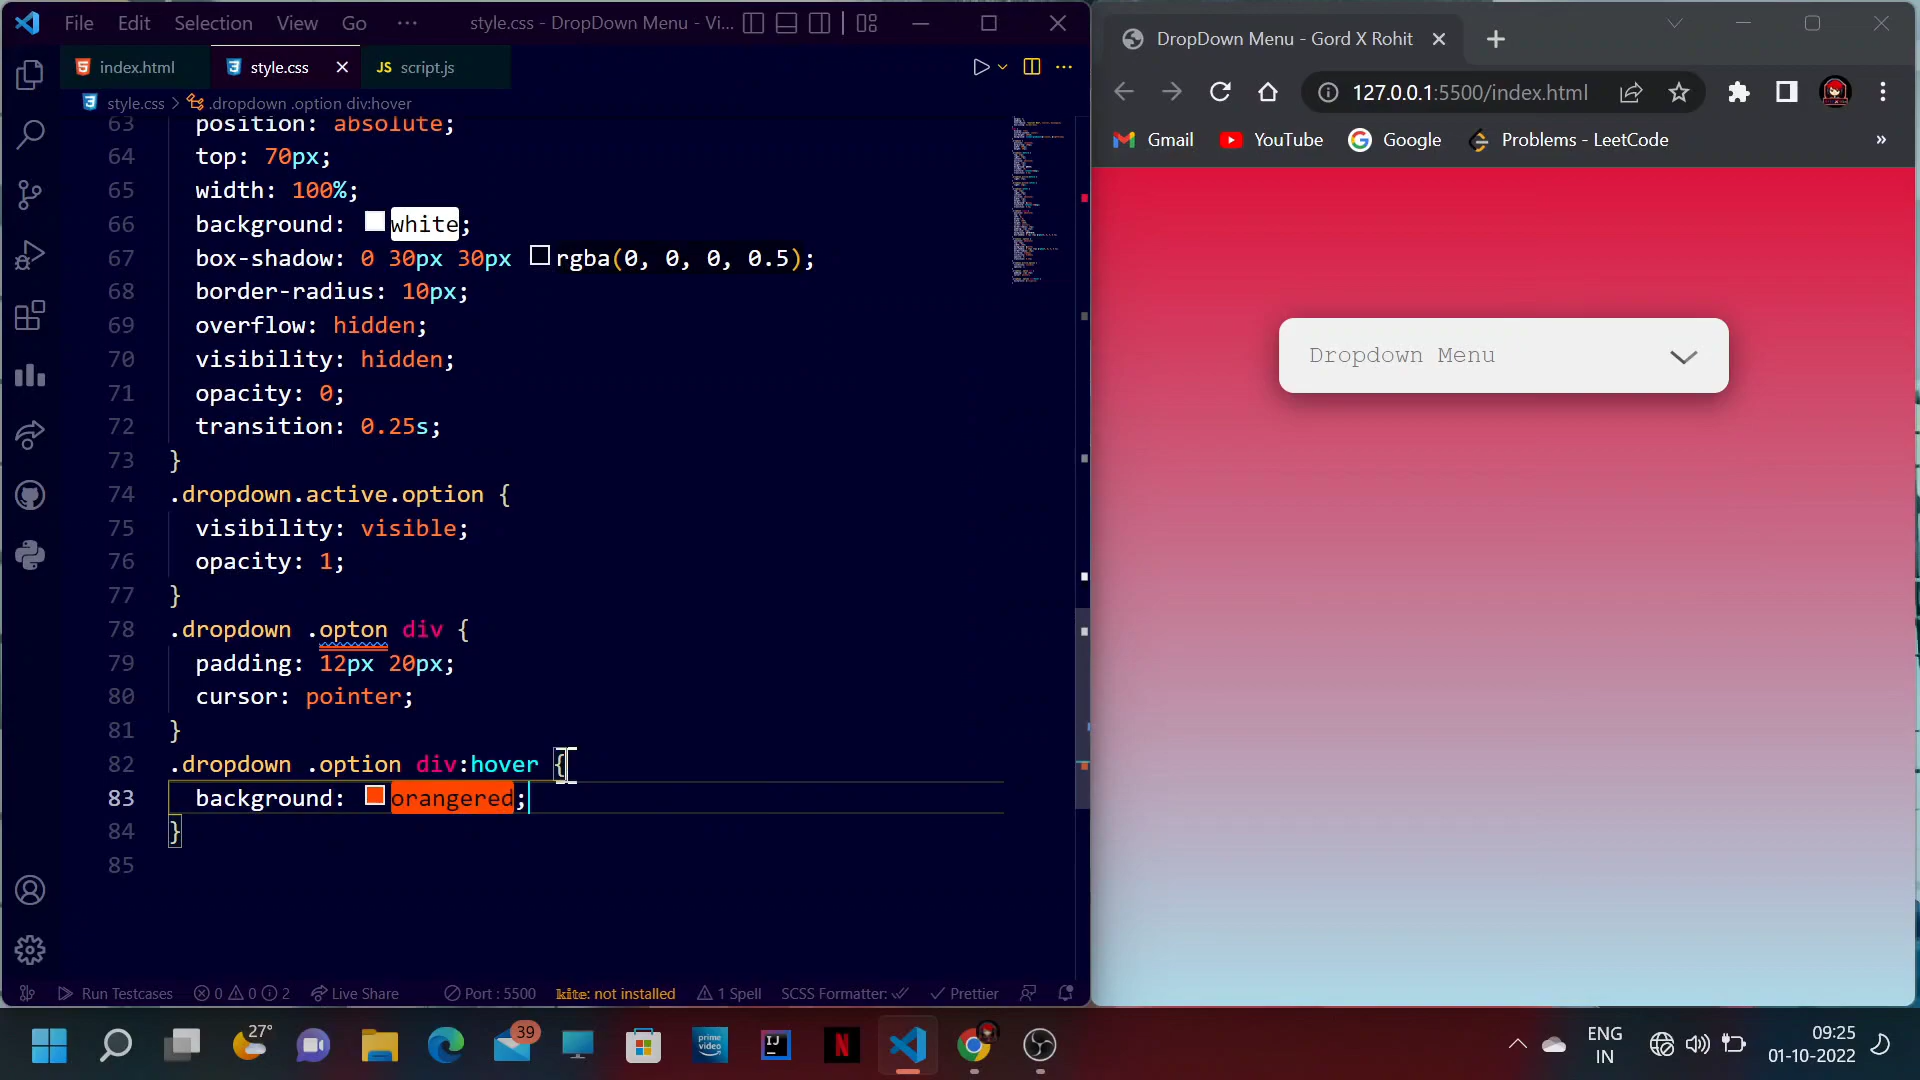 File Edit Selection View Go ··· style.css - DropDown Menu - Vi...
index.html style.css JS script.js
style.css > .dropdown .option div:hover
63 position: absolute;
64 top: 70px;
65 width: 100%;
66 background: white;
67 box-shadow: 0 30px 30px rgba(0, 0, 0, 0.5);
68 border-radius: 10px;
69 overflow: hidden;
70 visibility: hidden;
71 opacity: 0;
72 transition: 0.25s;
73 }
74 .dropdown.active.option {
75 visibility: visible;
76 opacity: 1;
77 }
78 .dropdown .opton div {
79 padding: 12px 20px;
80 cursor: pointer;
81 }
82 .dropdown .option div:hover {
83 background: orangered;
84 }
85
Run Testcases 0 0 2 Live Share Port : 5500 kite: not installed 1 Spell SCSS Formatter: Prettier
DropDown Menu - Gord X Rohit
127.0.0.1:5500/index.html
Gmail YouTube Google Problems - LeetCode »
Dropdown Menu
27° 39 prime video IJ N
ENG
IN
09:25
01-10-2022